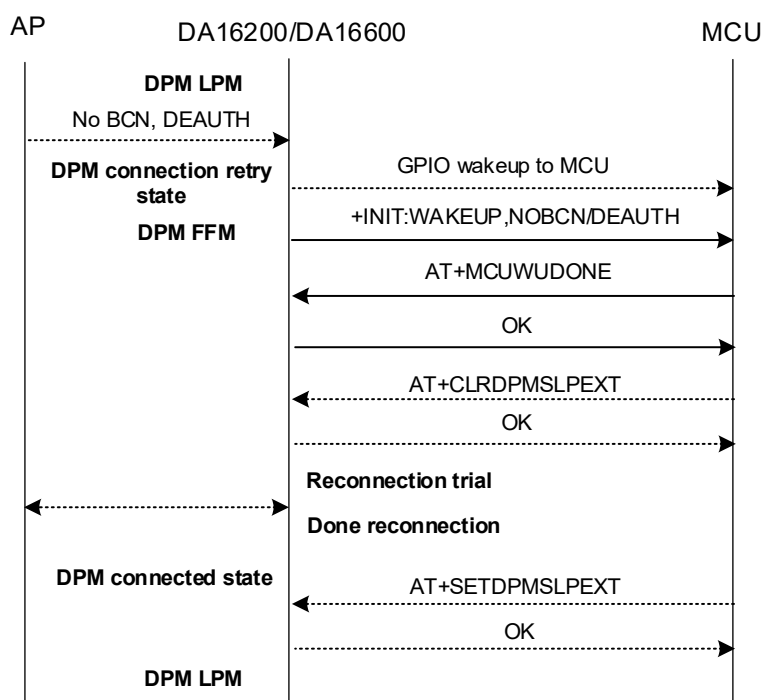 AP
DA16200/DA16600
MCU
DPM LPM
No BCN, DEAUTH
DPM connection retry
state
GPIO wakeup to MCU
DPM FFM
+INIT:WAKEUP,NOBCN/DEAUTH
AT+MCUWUDONE
OK
AT+CLRDPMSLPEXT
OK
Reconnection trial
Done reconnection
DPM connected state
AT+SETDPMSLPEXT
OK
DPM LPM